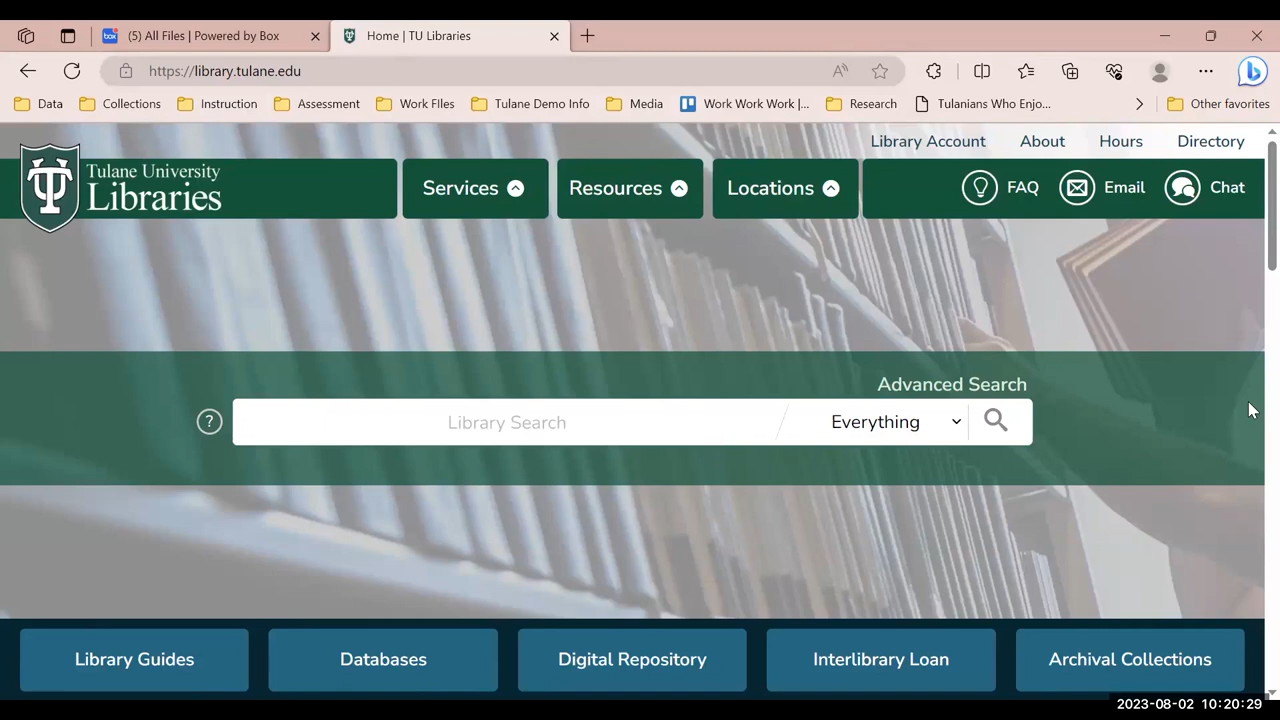 (5) All Files | Powered by Box
Home | TU Libraries
https://library.tulane.edu
Data Collections Instruction Assessment Work FIles Tulane Demo Info Media Work Work Work |... Research Tulanians Who Enjo... Other favorites
Library Account About Hours Directory
Tulane University
Libraries
Services Resources Locations FAQ Email Chat
Advanced Search
? Library Search Everything
Library Guides Databases Digital Repository Interlibrary Loan Archival Collections
2023-08-02 10:20:29